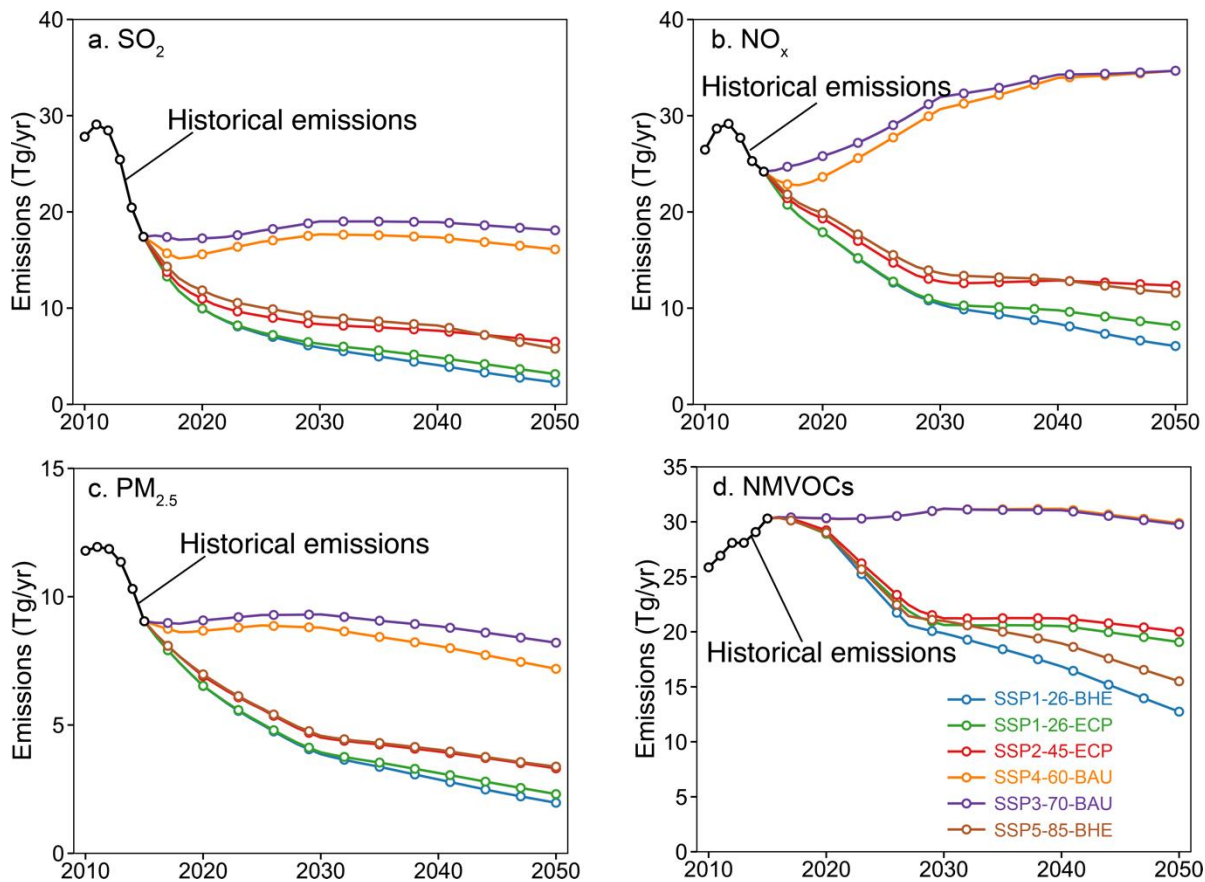 a. SO2
Historical emissions
Emissions (Tg/yr)
40
30
20
10
0
2010 2020 2030 2040 2050
b. NOx
Historical emissions
Emissions (Tg/yr)
40
30
20
10
0
2010 2020 2030 2040 2050
c. PM2.5
Historical emissions
Emissions (Tg/yr)
15
10
5
0
2010 2020 2030 2040 2050
d. NMVOCs
Historical emissions
Emissions (Tg/yr)
35
30
25
20
15
10
5
0
SSP1-26-BHE
SSP1-26-ECP
SSP2-45-ECP
SSP4-60-BAU
SSP3-70-BAU
SSP5-85-BHE
2010 2020 2030 2040 2050